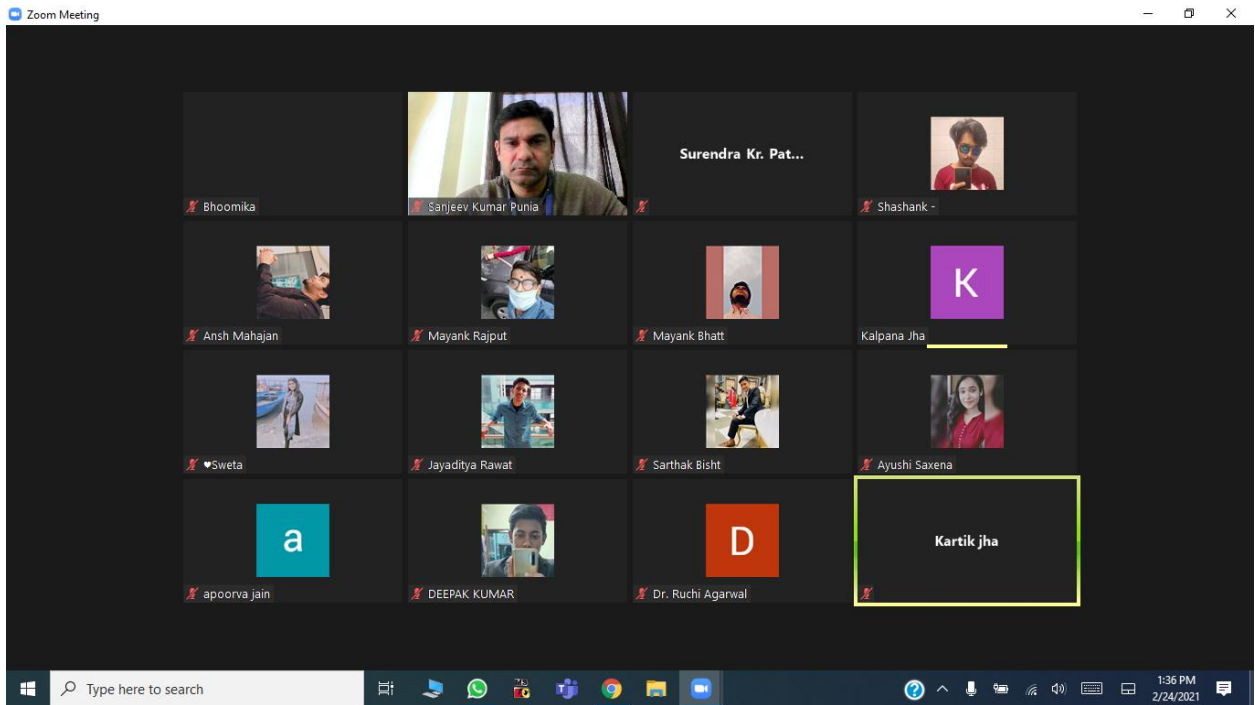 Zoom Meeting
Bhoomika
Sanjeev Kumar Punia
Surendra Kr. Pat...
Shashank -
Ansh Mahajan
Mayank Rajput
Mayank Bhatt
K
Kalpana Jha
♥Sweta
Jayaditya Rawat
Sarthak Bisht
Ayushi Saxena
a
apoorva jain
DEEPAK KUMAR
D
Dr. Ruchi Agarwal
Kartik jha
Type here to search
1:36 PM
2/24/2021